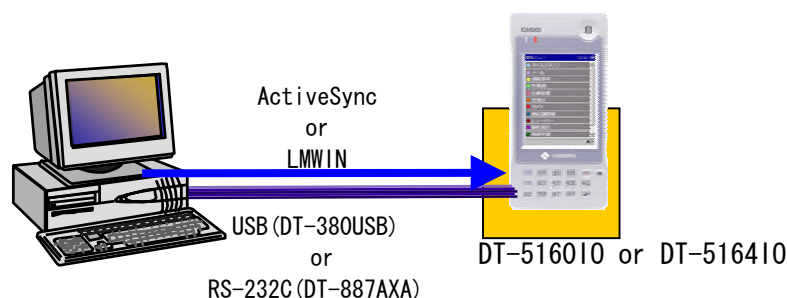 ActiveSync
or
LMWIN
USB(DT-380USB)
or
RS-232C(DT-887AXA)
DT-5160IO or DT-5164IO